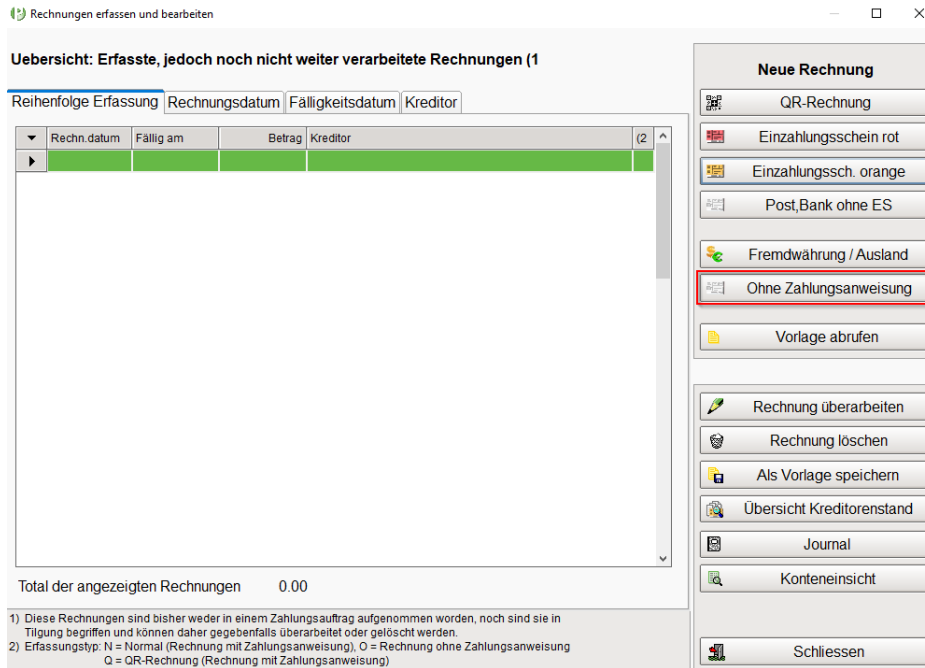 Rechnungen erfassen und bearbeiten
Uebersicht: Erfasste, jedoch noch nicht weiter verarbeitete Rechnungen (1
Reihenfolge Erfassung Rechnungsdatum Fälligkeitsdatum Kreditor
Rechn.datum Fällig am Betrag Kreditor (2
Total der angezeigten Rechnungen 0.00
1) Diese Rechnungen sind bisher weder in einem Zahlungsauftrag aufgenommen worden, noch sind sie in
Tilgung begriffen und können daher gegebenfalls überarbeitet oder gelöscht werden.
2) Erfassungstyp: N = Normal (Rechnung mit Zahlungsanweisung), O = Rechnung ohne Zahlungsanweisung
Q = QR-Rechnung (Rechnung mit Zahlungsanweisung)
Neue Rechnung
QR-Rechnung
Einzahlungsschein rot
Einzahlungssch. orange
Post,Bank ohne ES
Fremdwährung / Ausland
Ohne Zahlungsanweisung
Vorlage abrufen
Rechnung überarbeiten
Rechnung löschen
Als Vorlage speichern
Übersicht Kreditorenstand
Journal
Konteneinsicht
Schliessen